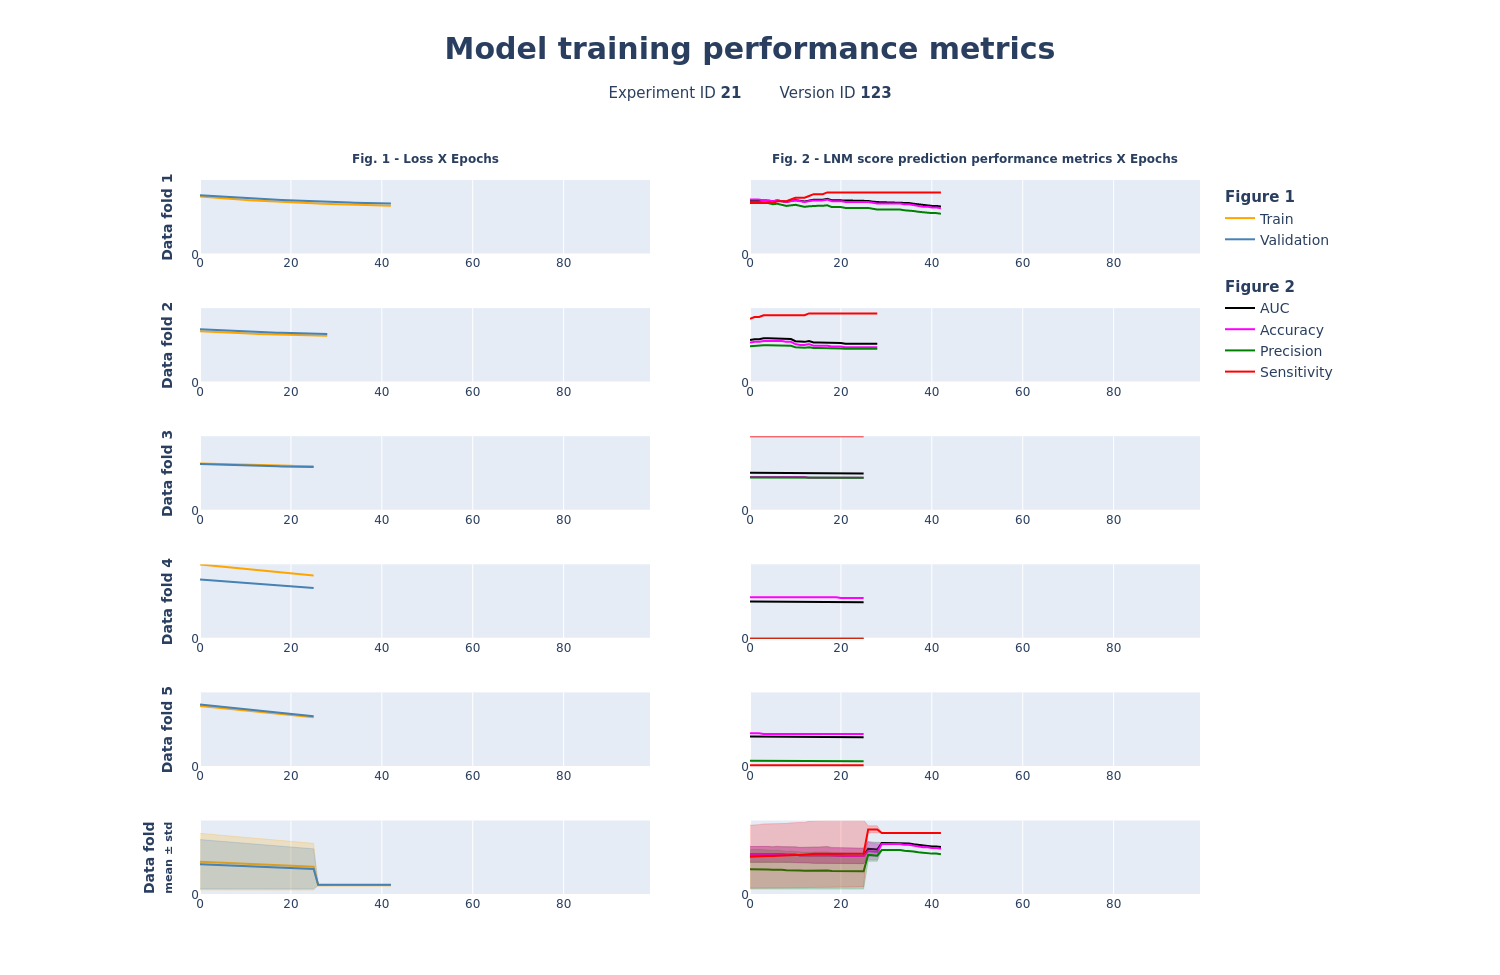 Model training performance metrics
Experiment ID 21 Version ID 123
Fig. 1 - Loss X Epochs
Fig. 2 - LNM score prediction performance metrics X Epochs
Data fold 1
0
0 20 40 60 80
0
0 20 40 60 80
Figure 1
Train
Validation
Figure 2
AUC
Accuracy
Precision
Sensitivity
Data fold 2
0
0 20 40 60 80
0
0 20 40 60 80
Data fold 3
0
0 20 40 60 80
0
0 20 40 60 80
Data fold 4
0
0 20 40 60 80
0
0 20 40 60 80
Data fold 5
0
0 20 40 60 80
0
0 20 40 60 80
Data fold
mean ± std
0
0 20 40 60 80
0
0 20 40 60 80